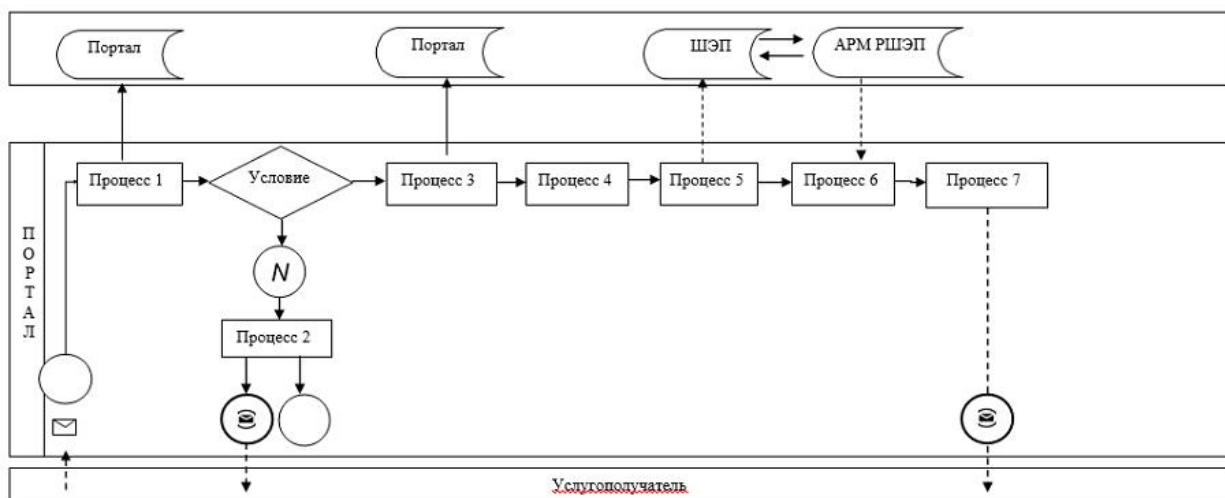 Портал
Портал
ШЭП
АРМ РШЭП
ПОРТАЛ
Процесс 1
Условие
Процесс 3
Процесс 4
Процесс 5
Процесс 6
Процесс 7
N
Процесс 2
Услугополучатель